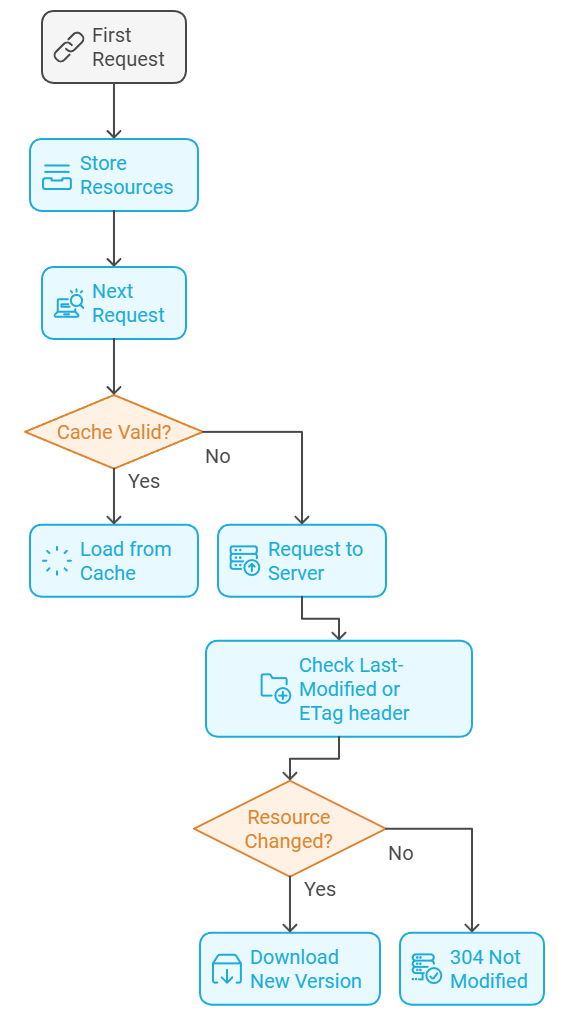 First
Request
Store
Resources
Next
Request
Cache Valid?
No
Yes
Load from
Cache
Request to
Server
Check Last-
Modified or
ETag header
Resource
Changed?
No
Yes
Download
New Version
304 Not
Modified